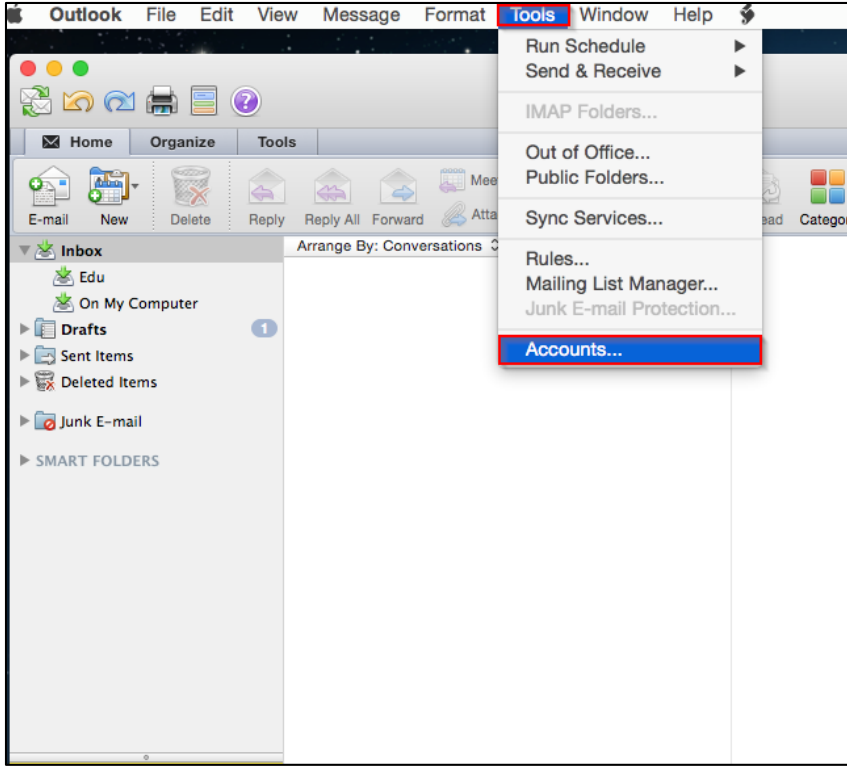 Outlook File Edit View Message Format Tools Window Help
Run Schedule
Send & Receive
IMAP Folders...
Out of Office...
Public Folders...
Sync Services...
Rules...
Mailing List Manager...
Junk E-mail Protection...
Accounts...
Home Organize Tools
Mee
Atta
E-mail New Delete Reply Reply All Forward
ead Categor
Arrange By: Conversations
Inbox
Edu
On My Computer
Drafts 1
Sent Items
Deleted Items
Junk E-mail
SMART FOLDERS